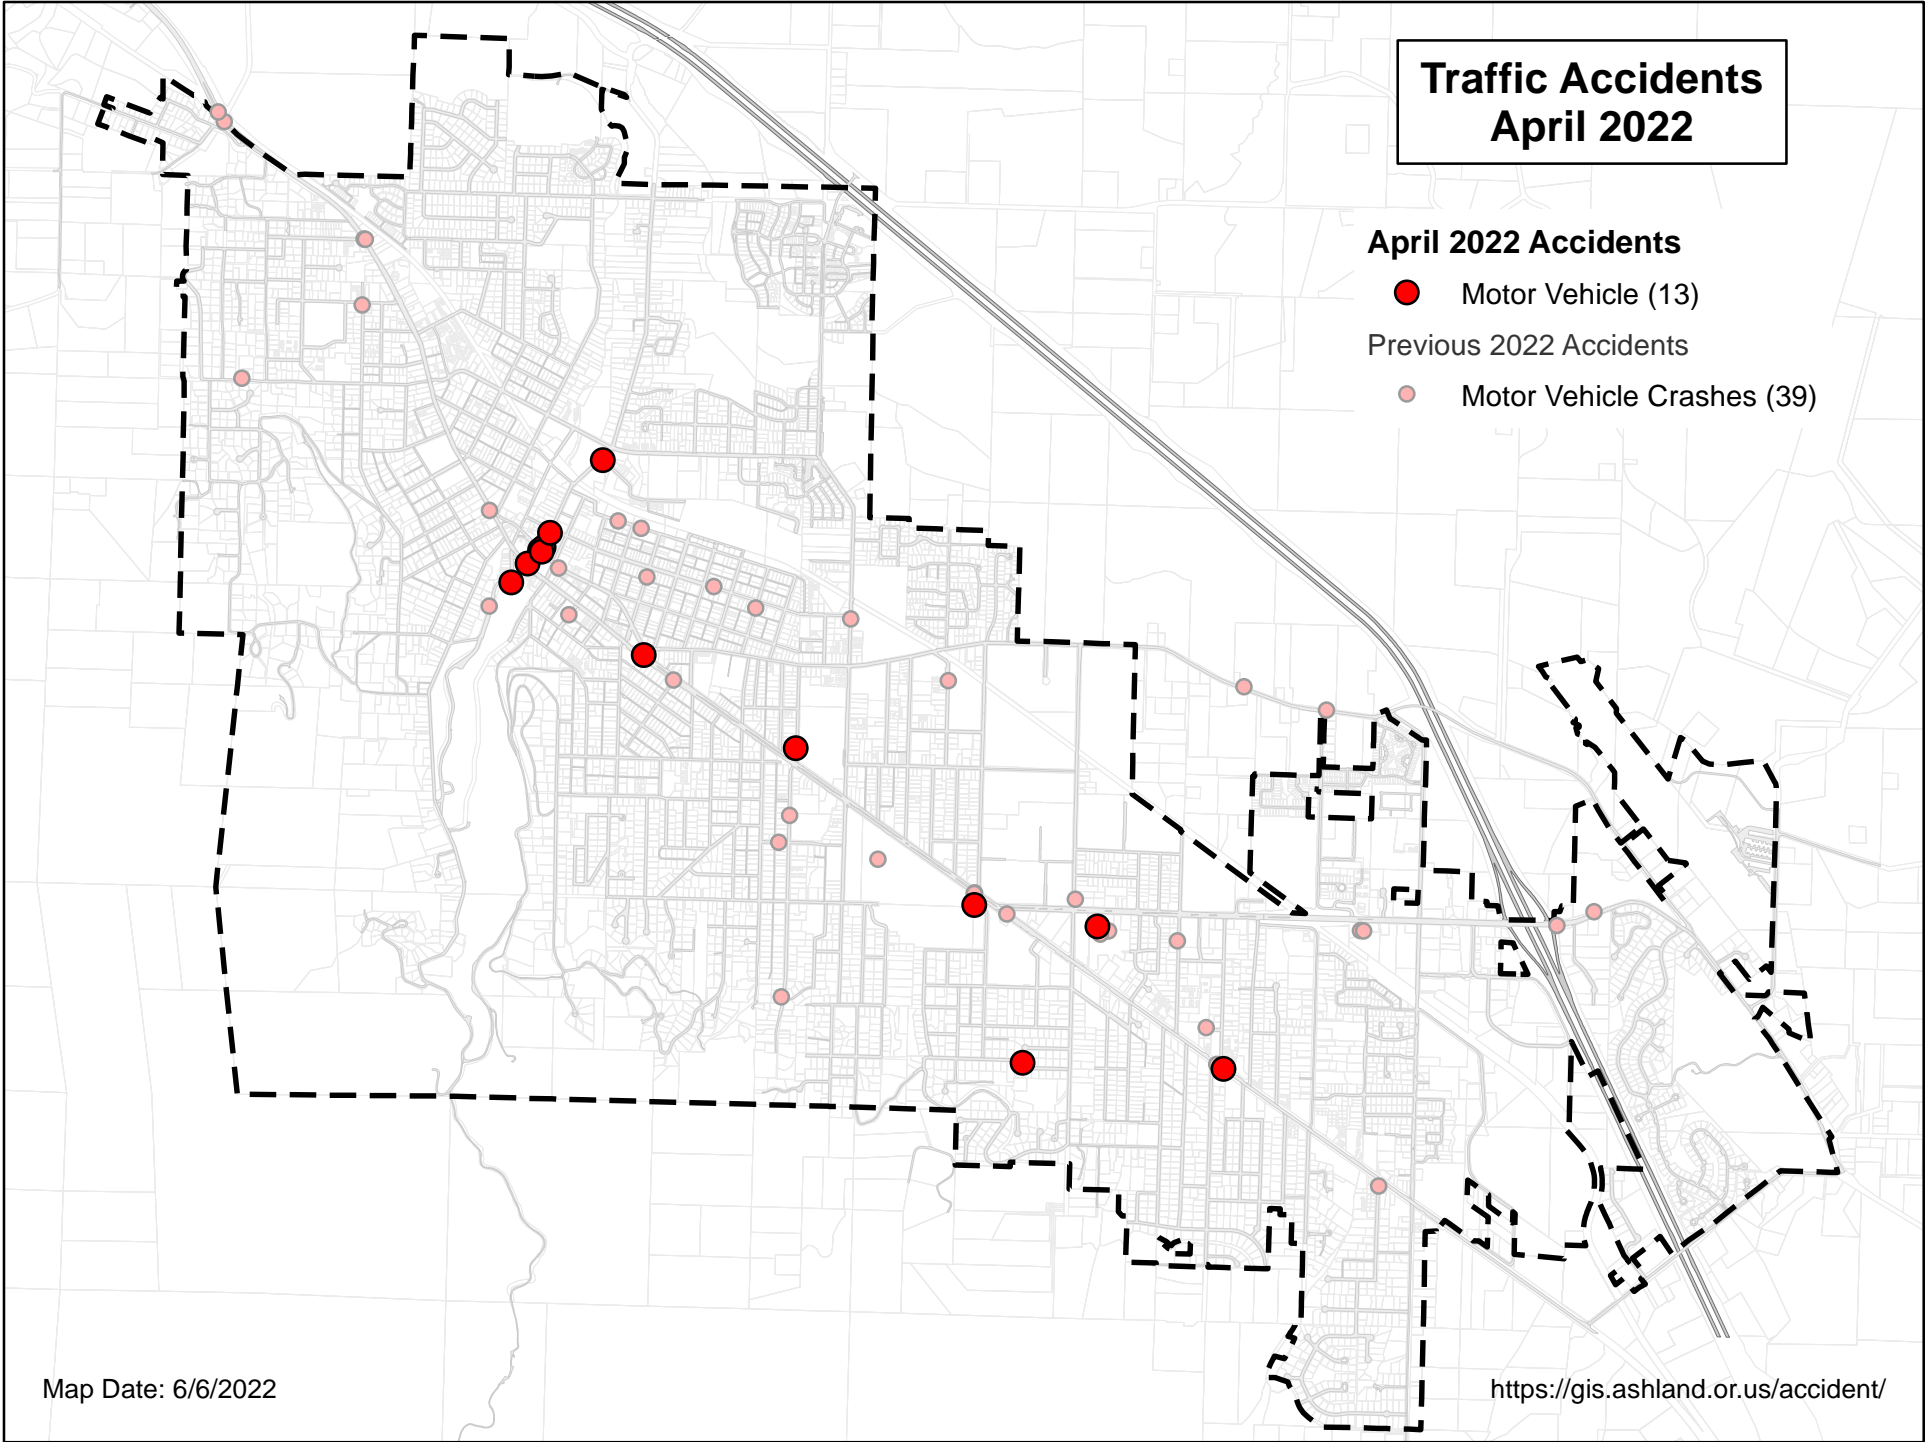 Traffic Accidents
April 2022
April 2022 Accidents
Motor Vehicle (13)
Previous 2022 Accidents
Motor Vehicle Crashes (39)
Map Date: 6/6/2022
https://gis.ashland.or.us/accident/